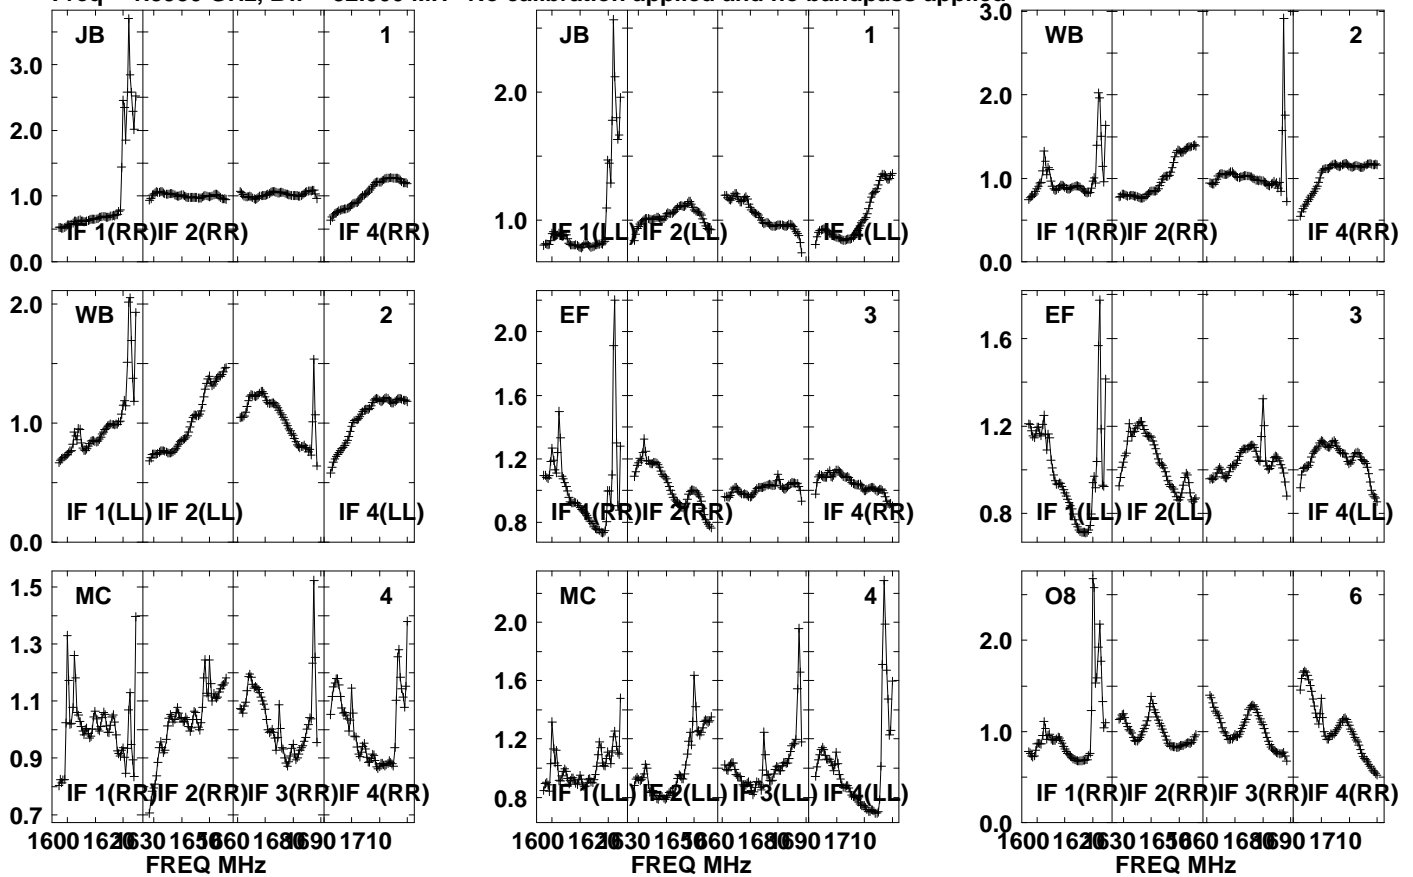 No calibration applied and no bandpass applied
JB 1
3.0
2.0
1.0
0.0
IF 1(RR) IF 2(RR) IF 4(RR)
JB 1
2.0
1.0
IF 1(LL) IF 2(LL) IF 4(LL)
WB 2
3.0
2.0
1.0
0.0
IF 1(RR) IF 2(RR) IF 4(RR)
WB 2
2.0
1.0
0.0
IF 1(LL) IF 2(LL) IF 4(LL)
EF 3
2.0
1.6
1.2
0.8
IF 1(RR) IF 2(RR) IF 4(RR)
EF 3
1.6
1.2
0.8
IF 1(LL) IF 2(LL) IF 4(LL)
MC 4
1.5
1.3
1.1
0.9
0.7
IF 1(RR) IF 2(RR) IF 3(RR) IF 4(RR)
1600 1620 1630 1650 1660 1680 1690 1710
FREQ MHz
MC 4
2.4
2.0
1.6
1.2
0.8
IF 1(LL) IF 2(LL) IF 3(LL) IF 4(LL)
1600 1620 1630 1650 1660 1680 1690 1710
FREQ MHz
O8 6
2.0
1.0
0.0
IF 1(RR) IF 2(RR) IF 3(RR) IF 4(RR)
1600 1620 1630 1650 1660 1680 1690 1710
FREQ MHz